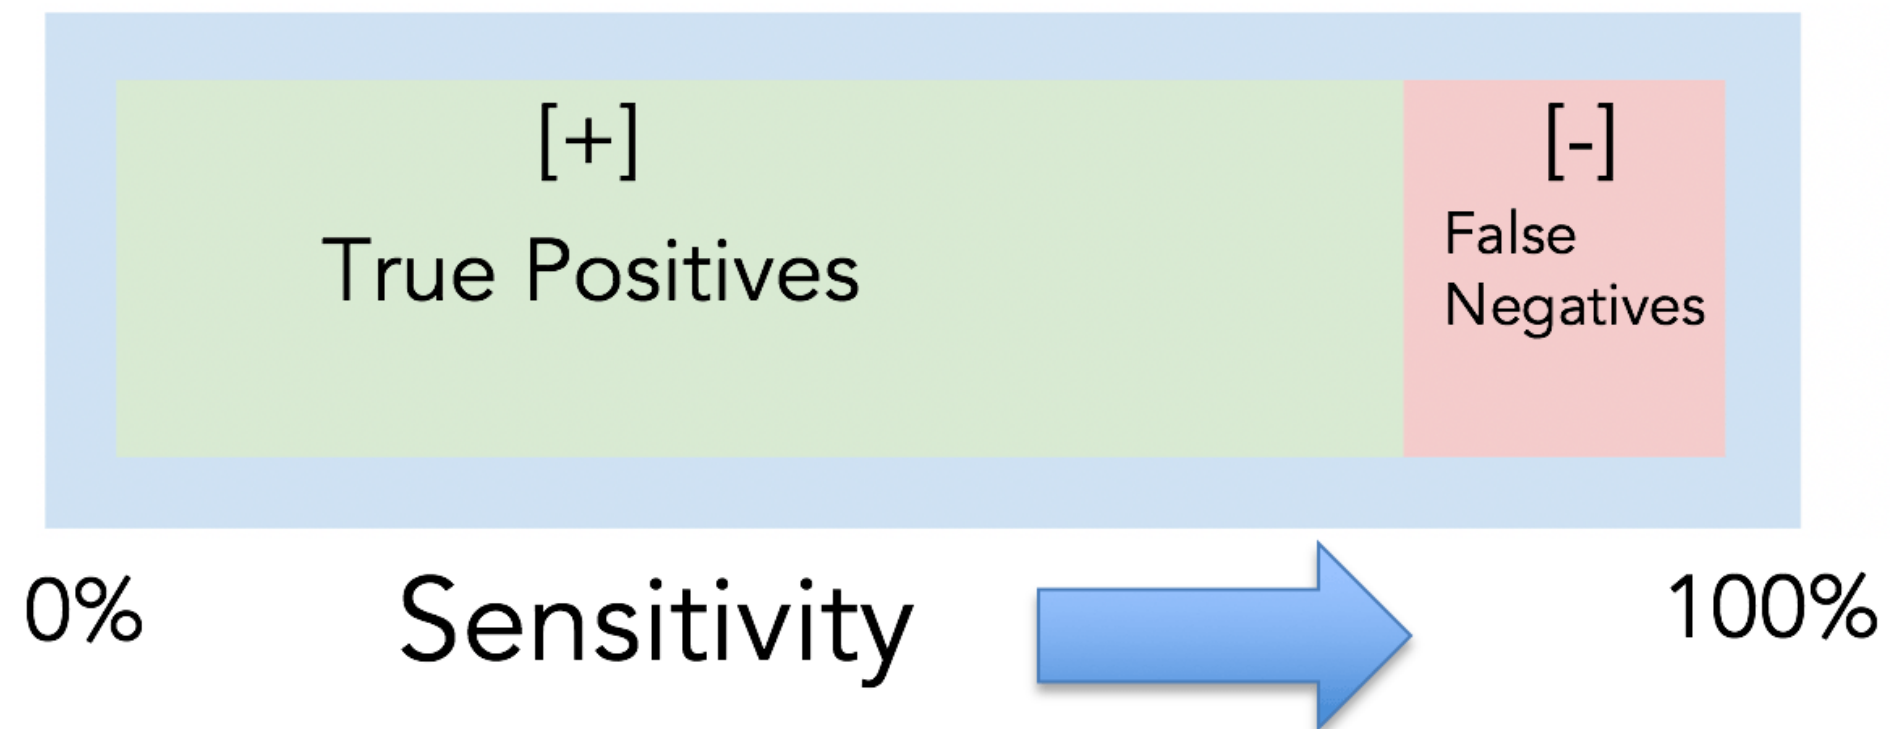 [+]
True Positives
[-]
False
Negatives
0%
Sensitivity
100%